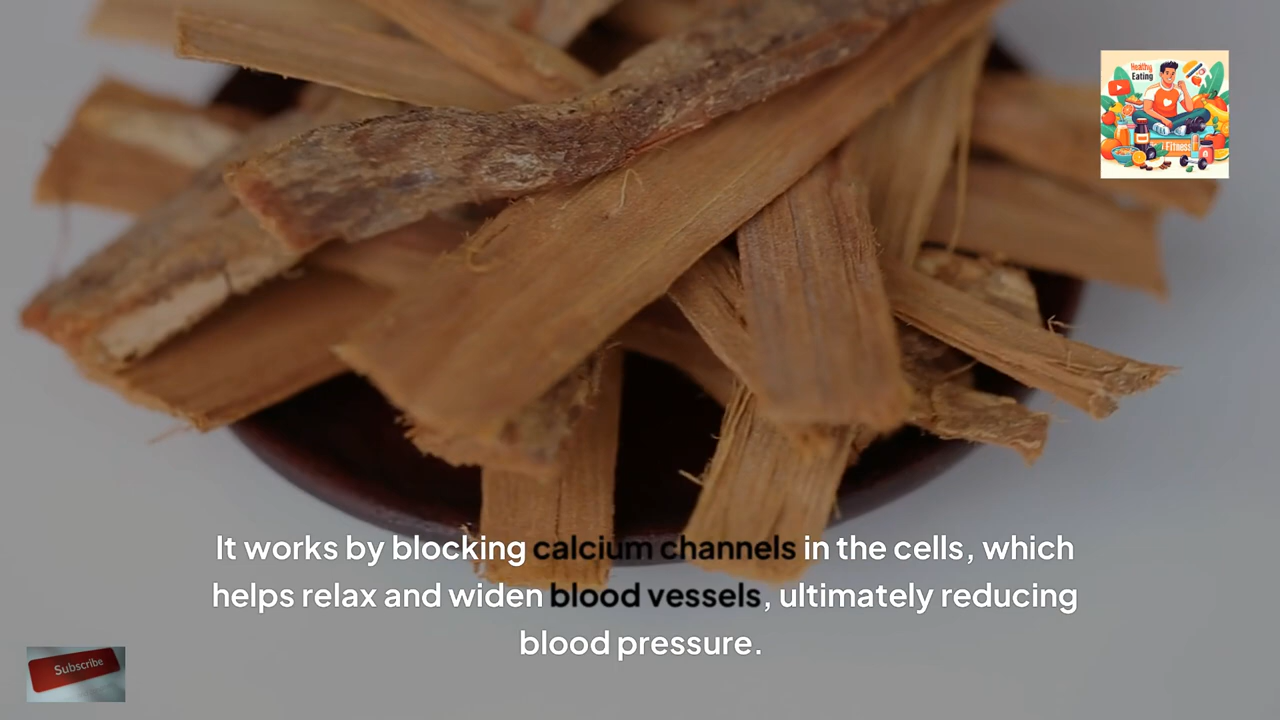 Healthy
Eating
Fitness
It works by blocking calcium channels in the cells, which
helps relax and widen blood vessels, ultimately reducing
blood pressure.
Subscribe